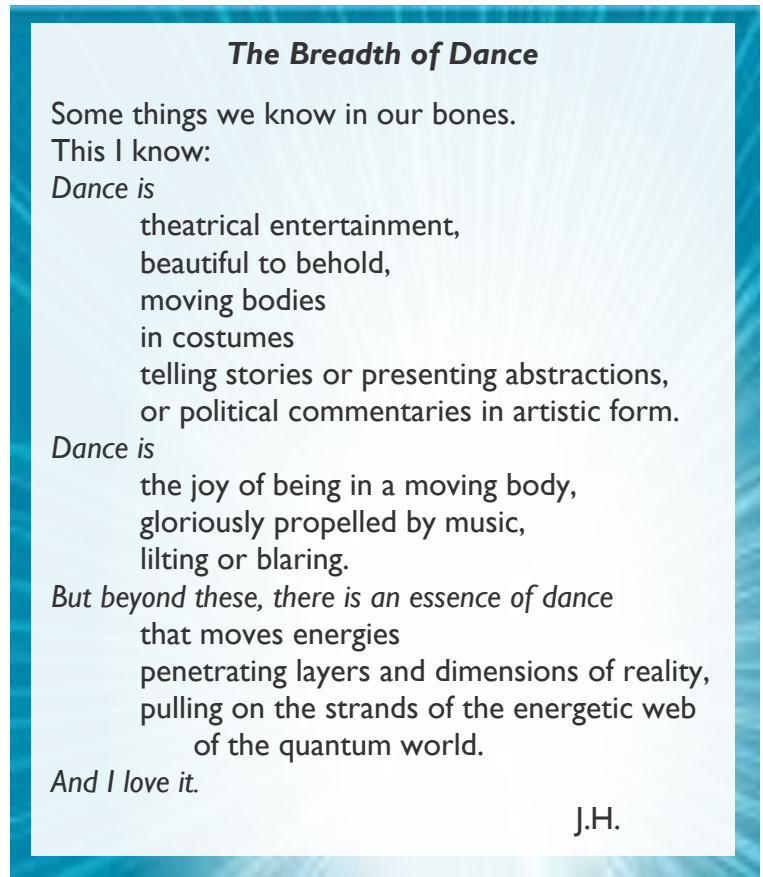 The Breadth of Dance
Some things we know in our bones.
This I know:
Dance is
theatrical entertainment,
beautiful to behold,
moving bodies
in costumes
telling stories or presenting abstractions,
or political commentaries in artistic form.
Dance is
the joy of being in a moving body,
gloriously propelled by music,
lilting or blaring.
But beyond these, there is an essence of dance
that moves energies
penetrating layers and dimensions of reality,
pulling on the strands of the energetic web
of the quantum world.
And I love it.
J.H.